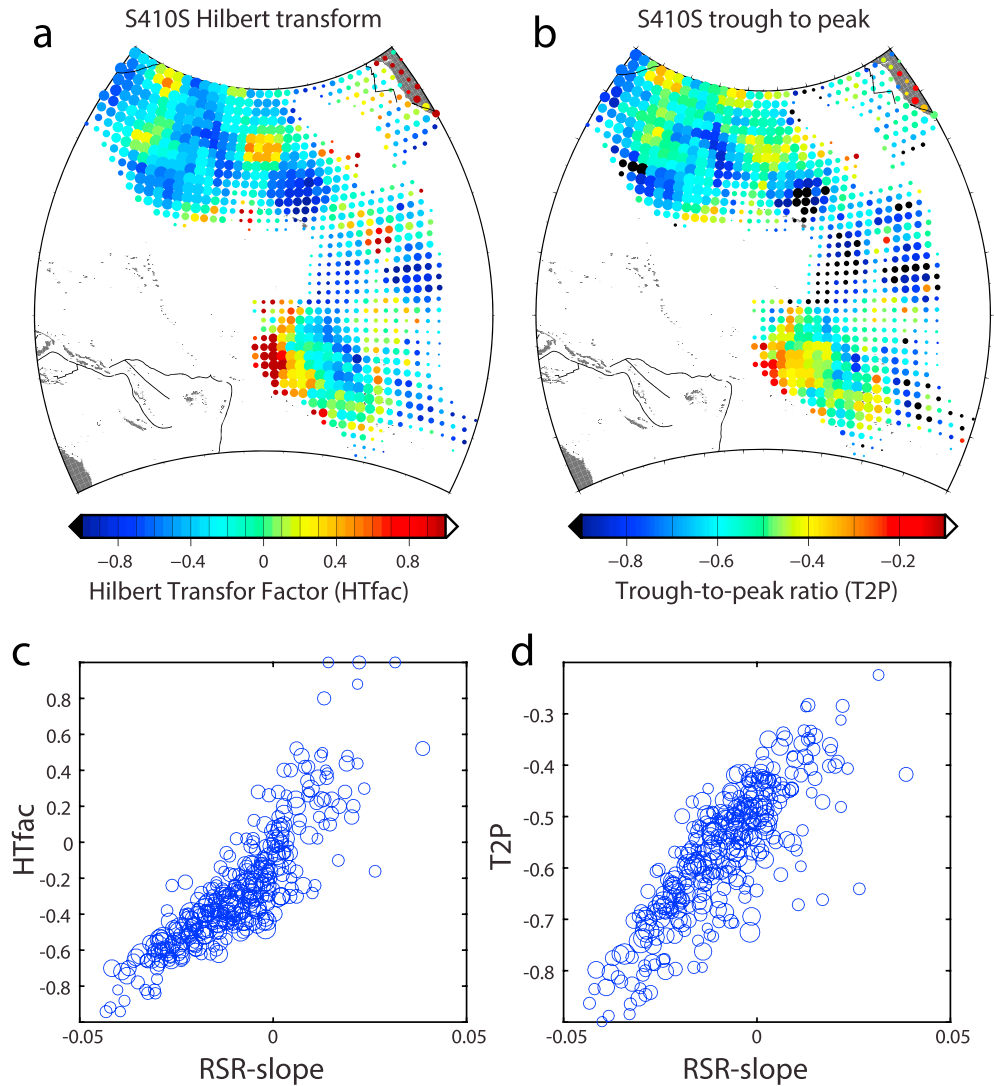 a
S410S Hilbert transform
b
S410S trough to peak
−0.8 −0.4 0 0.4 0.8
Hilbert Transfor Factor (HTfac)
−0.8 −0.6 −0.4 −0.2
Trough-to-peak ratio (T2P)
c
HTfac
0.8
0.6
0.4
0.2
0
-0.2
-0.4
-0.6
-0.8
-0.05 0 0.05
RSR-slope
d
T2P
-0.3
-0.4
-0.5
-0.6
-0.7
-0.8
-0.05 0 0.05
RSR-slope